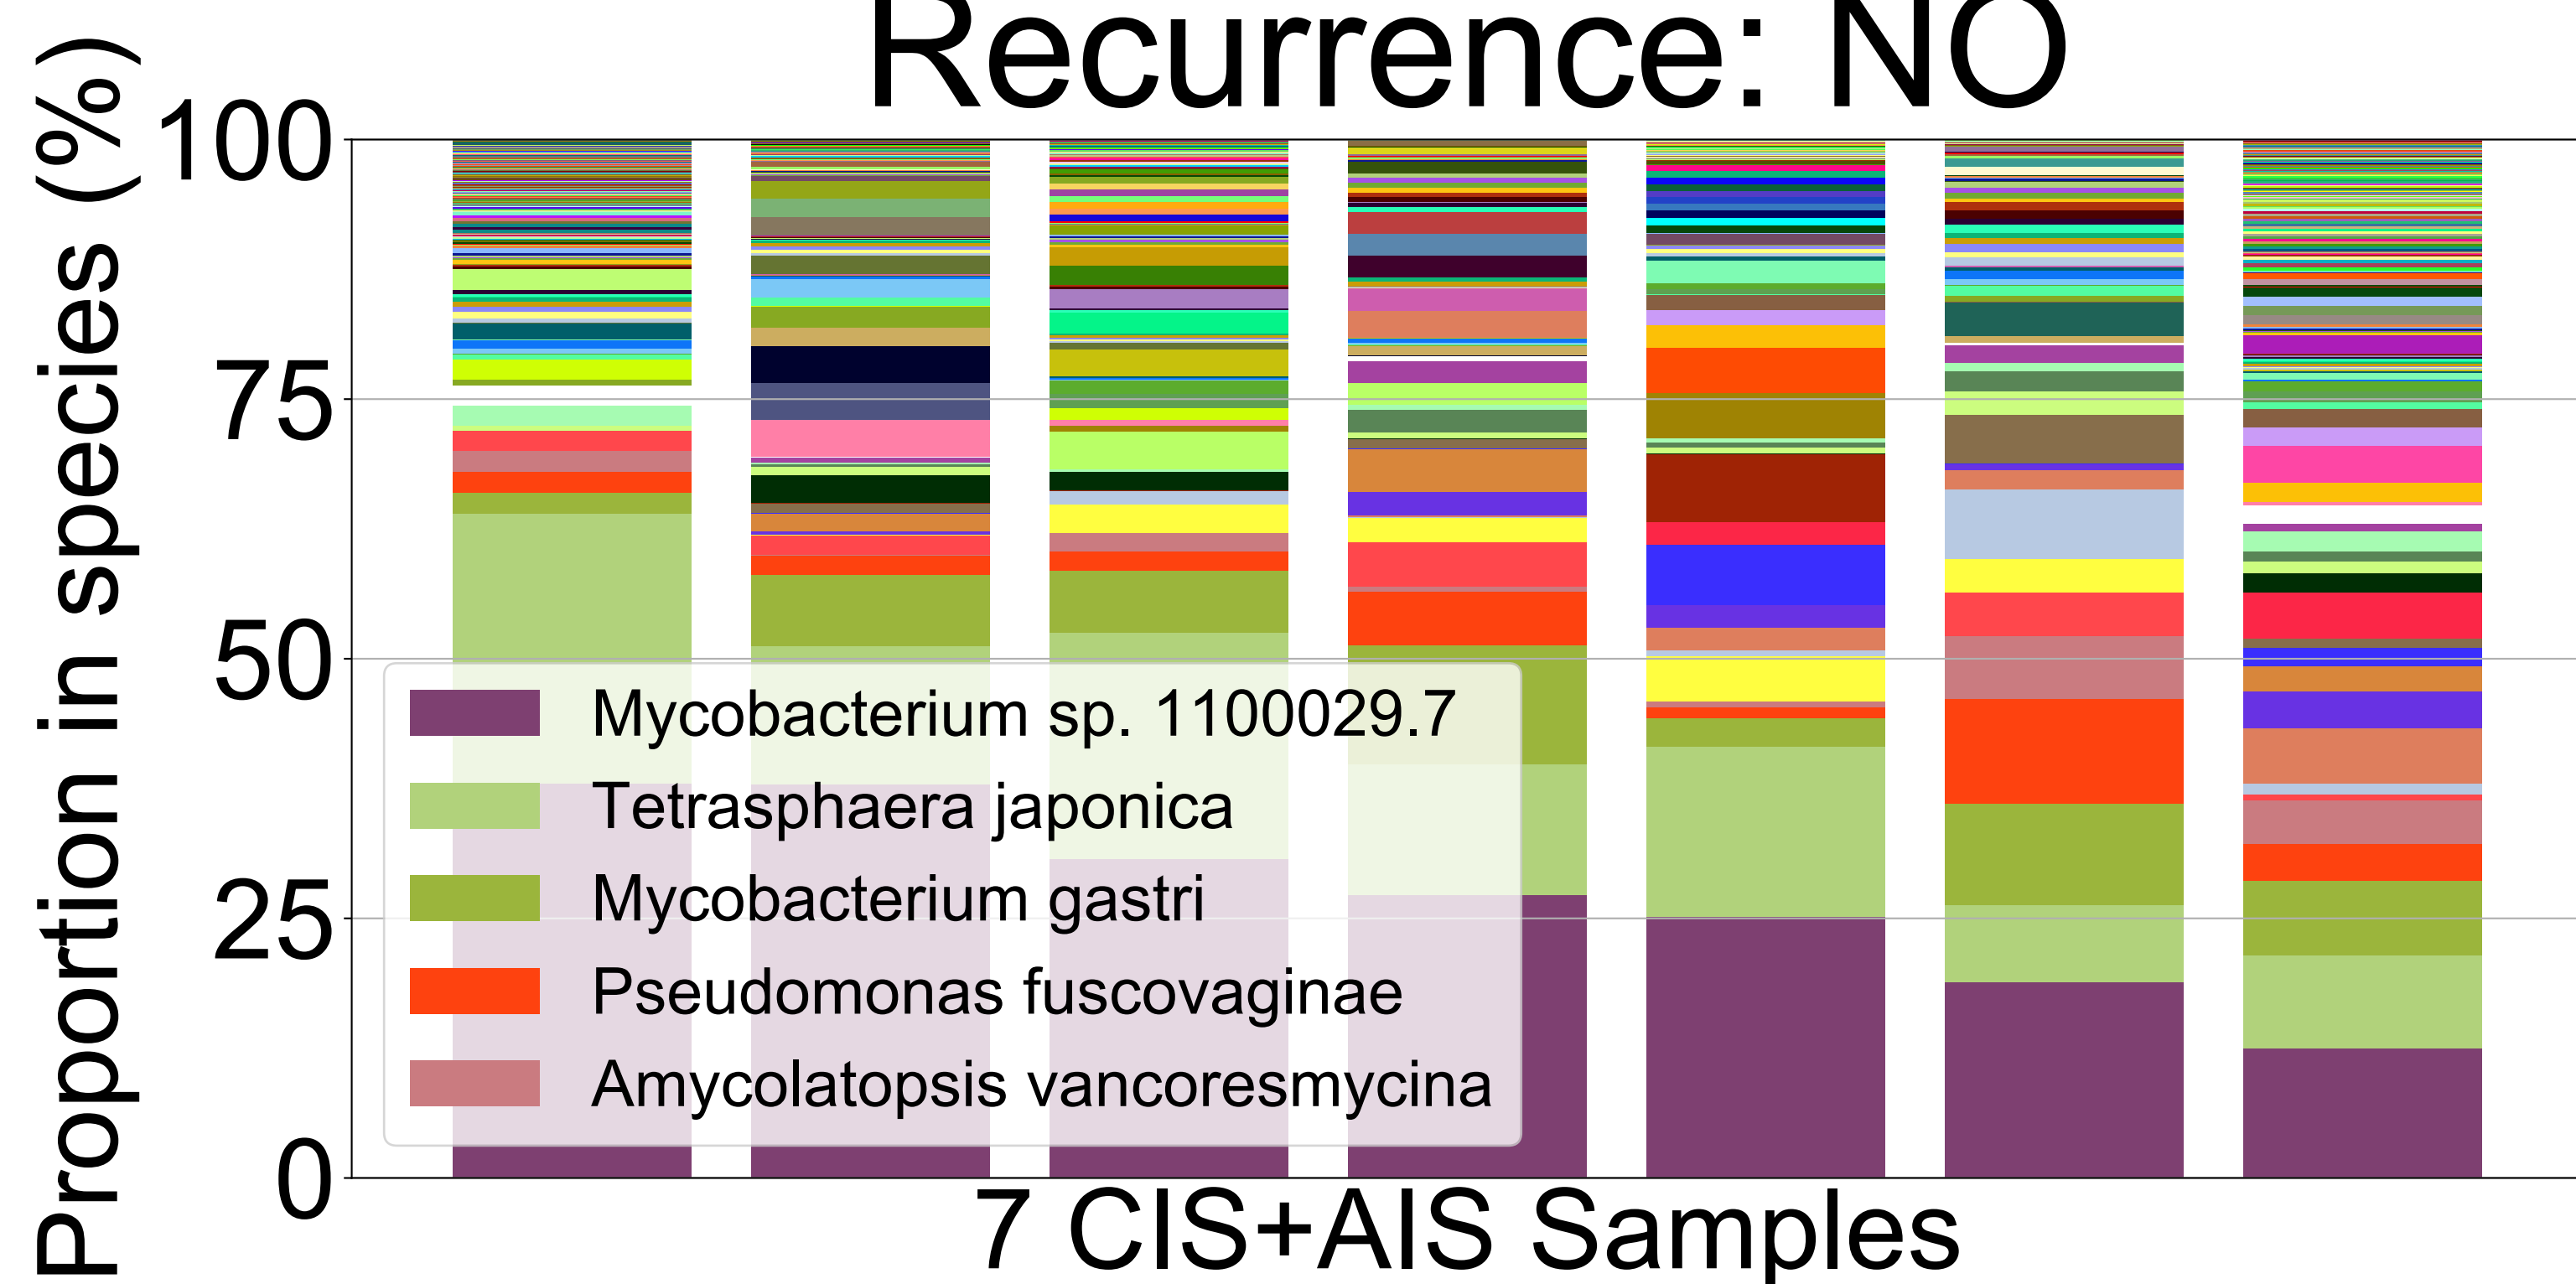 Recurrence: NO
Proportion in species (%)
100
75
50
25
0
Mycobacterium sp. 1100029.7
Tetrasphaera japonica
Mycobacterium gastri
Pseudomonas fuscovaginae
Amycolatopsis vancoresmycina
7 CIS+AIS Samples